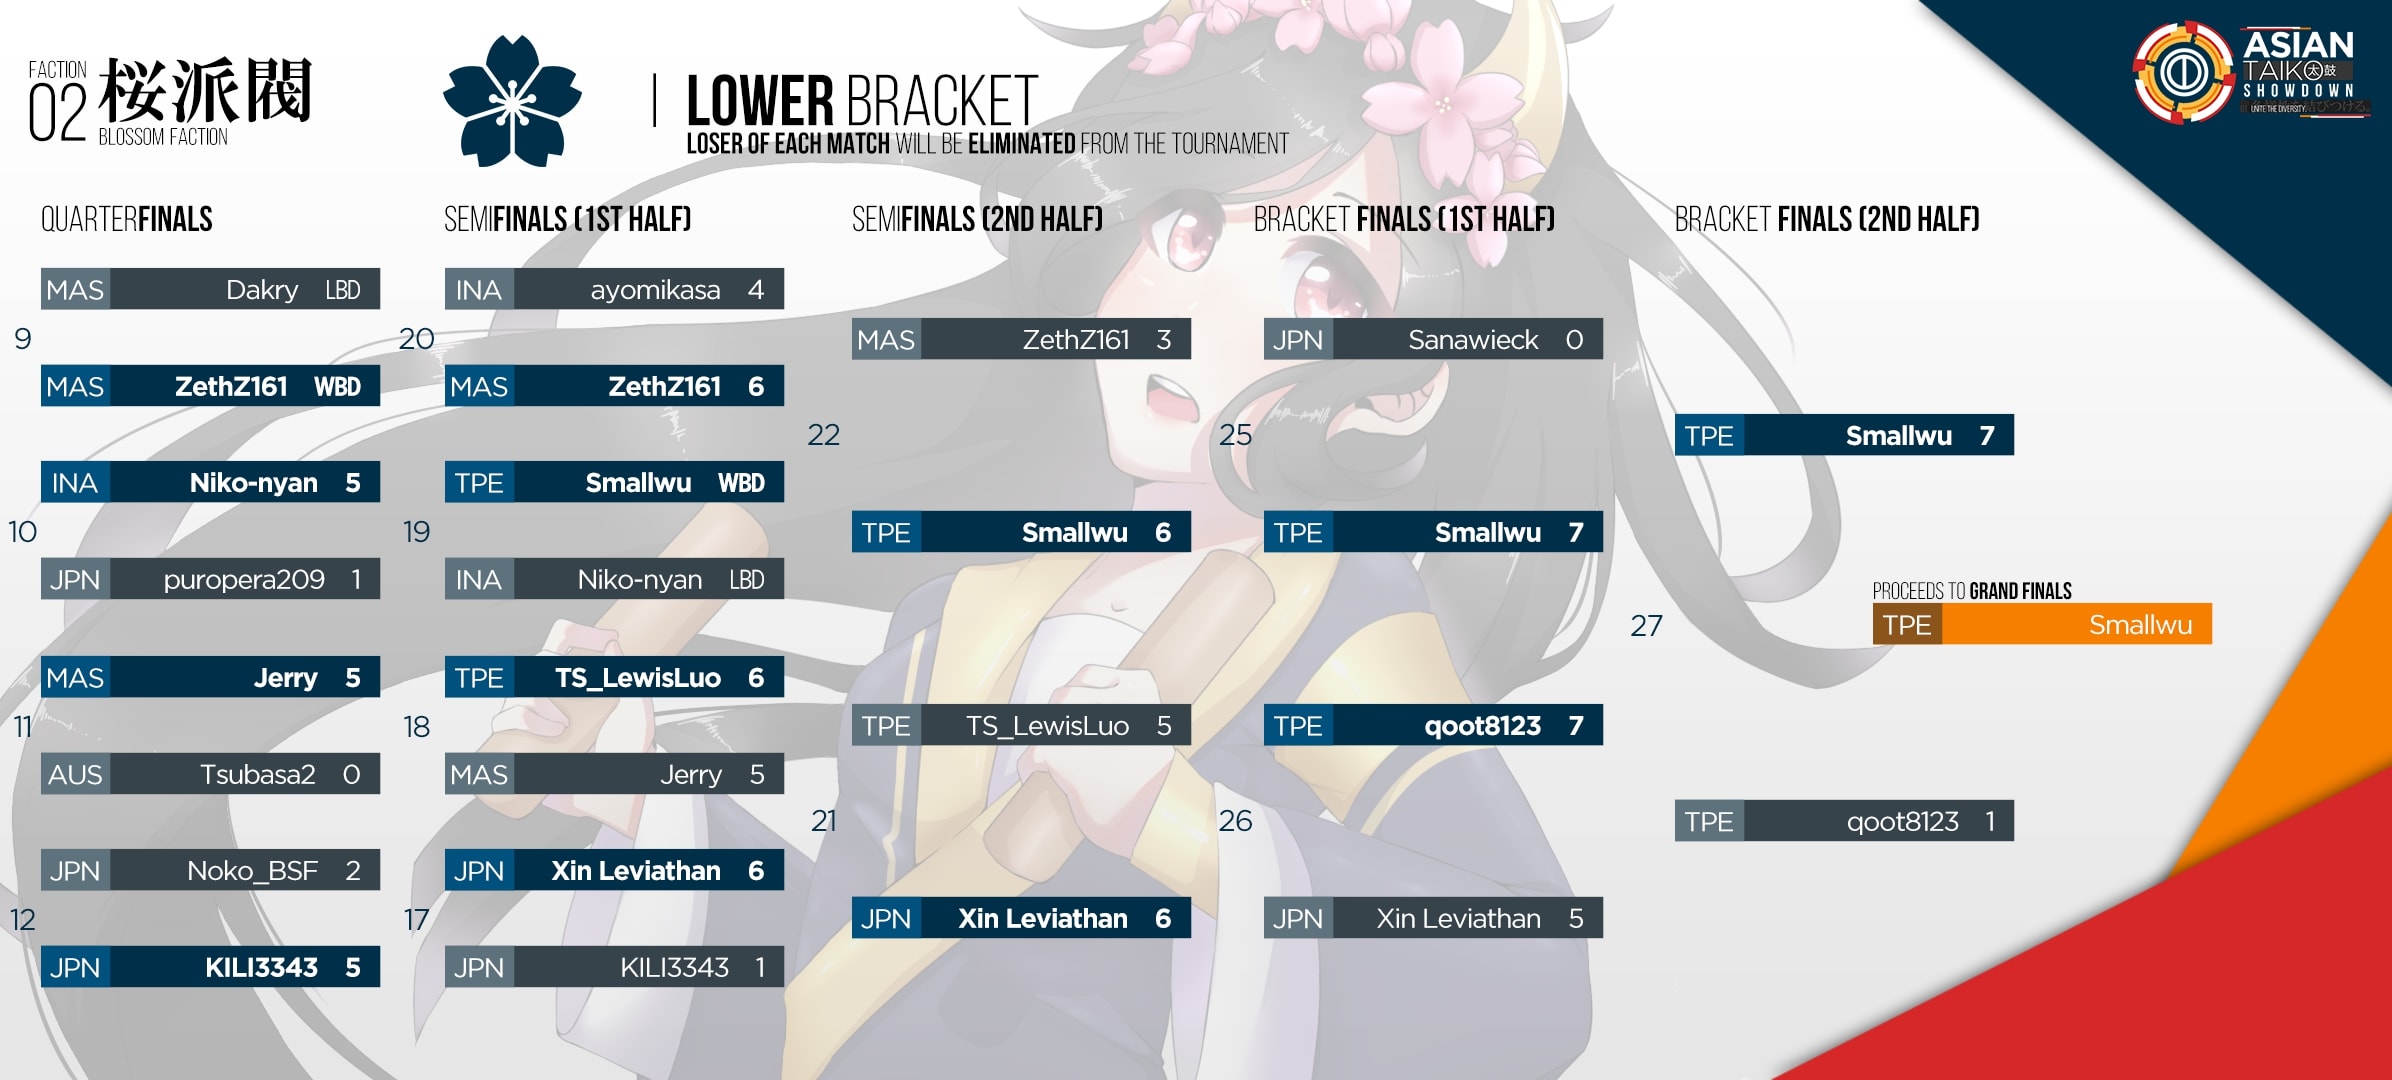 FACTION
02
桜派閥
BLOSSOM FACTION
LOWER BRACKET
LOSER OF EACH MATCH WILL BE ELIMINATED FROM THE TOURNAMENT
ASIAN
TAIKO 太鼓
SHOWDOWN
UNITE THE DIVERSITY.
QUARTERFINALS
9
MAS Dakry LBD
MAS ZethZ161 WBD
10
INA Niko-nyan 5
JPN puropera209 1
11
MAS Jerry 5
AUS Tsubasa2 0
12
JPN Noko_BSF 2
JPN KILI3343 5
SEMIFINALS (1ST HALF)
20
INA ayomikasa 4
MAS ZethZ161 6
19
TPE Smallwu WBD
INA Niko-nyan LBD
18
TPE TS_LewisLuo 6
MAS Jerry 5
17
JPN Xin Leviathan 6
JPN KILI3343 1
SEMIFINALS (2ND HALF)
22
MAS ZethZ161 3
TPE Smallwu 6
21
TPE TS_LewisLuo 5
JPN Xin Leviathan 6
BRACKET FINALS (1ST HALF)
25
JPN Sanawieck 0
TPE Smallwu 7
26
TPE qoot8123 7
JPN Xin Leviathan 5
BRACKET FINALS (2ND HALF)
27
TPE Smallwu 7
TPE qoot8123 1
PROCEEDS TO GRAND FINALS
TPE Smallwu